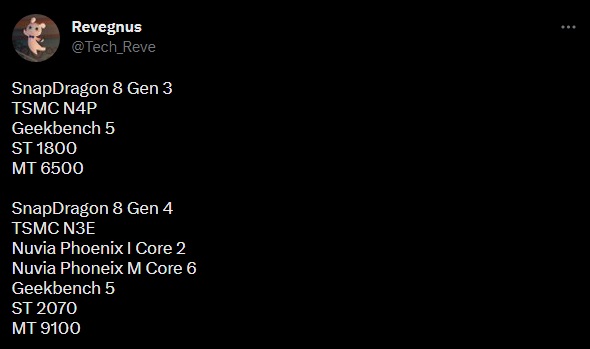 Revegnus
@Tech_Reve
SnapDragon 8 Gen 3
TSMC N4P
Geekbench 5
ST 1800
MT 6500
SnapDragon 8 Gen 4
TSMC N3E
Nuvia Phoenix I Core 2
Nuvia Phoneix M Core 6
Geekbench 5
ST 2070
MT 9100